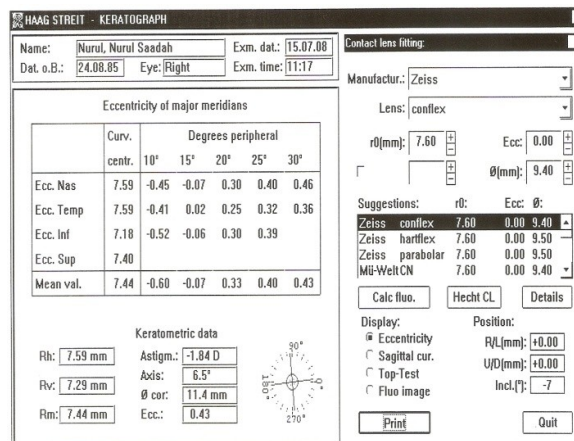 HAAG STREIT - KERATOGRAPH
Name: Nurul, Nurul Saadah Exm. dat.: 15.07.08
Dat. o.B.: 24.08.85 Eye: Right Exm. time: 11:17
Eccentricity of major meridians
Curv. Degrees peripheral
centr. 10° 15° 20° 25° 30°
Ecc. Nas 7.59 -0.45 -0.07 0.30 0.40 0.46
Ecc. Temp 7.59 -0.41 0.02 0.25 0.32 0.36
Ecc. Inf 7.18 -0.52 -0.06 0.30 0.39
Ecc. Sup 7.40
Mean val. 7.44 -0.60 -0.07 0.33 0.40 0.43
Keratometric data
Rh: 7.59 mm Astigm.: -1.84 D
Axis: 6.5°
Rv: 7.29 mm Ø cor: 11.4 mm
Rm: 7.44 mm Ecc.: 0.43
90°
180°
0°
270°
Contact lens fitting:
Manufactur.: Zeiss
Lens: conflex
r0(mm): 7.60 Ecc: 0.00
Ø(mm): 9.40
Suggestions: r0: Ecc: Ø:
Zeiss conflex 7.60 0.00 9.40
Zeiss hartflex 7.60 0.00 9.50
Zeiss parabolar 7.60 0.00 9.50
Mü-Welt CN 7.60 0.00 9.40
Calc fluo. Hecht CL Details
Display: Position:
Eccentricity R/L(mm): +0.00
Sagittal cur. U/D(mm): +0.00
Top-Test Incl.(°): -7
Fluo image
Print Quit